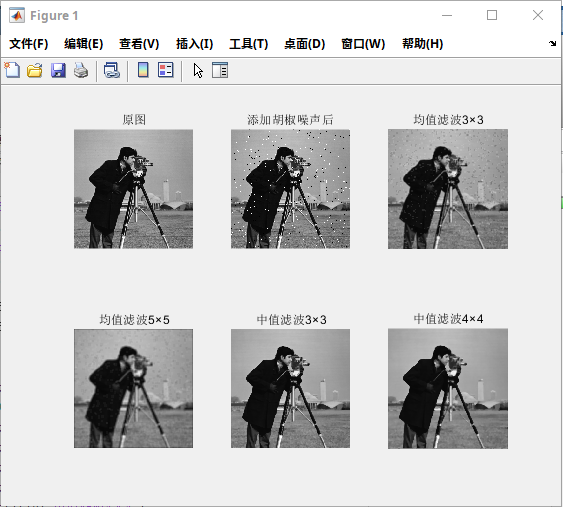 Figure 1
文件(F) 编辑(E) 查看(V) 插入(I) 工具(T) 桌面(D) 窗口(W) 帮助(H)
原图 添加胡椒噪声后 均值滤波3×3
均值滤波5×5 中值滤波3×3 中值滤波4×4